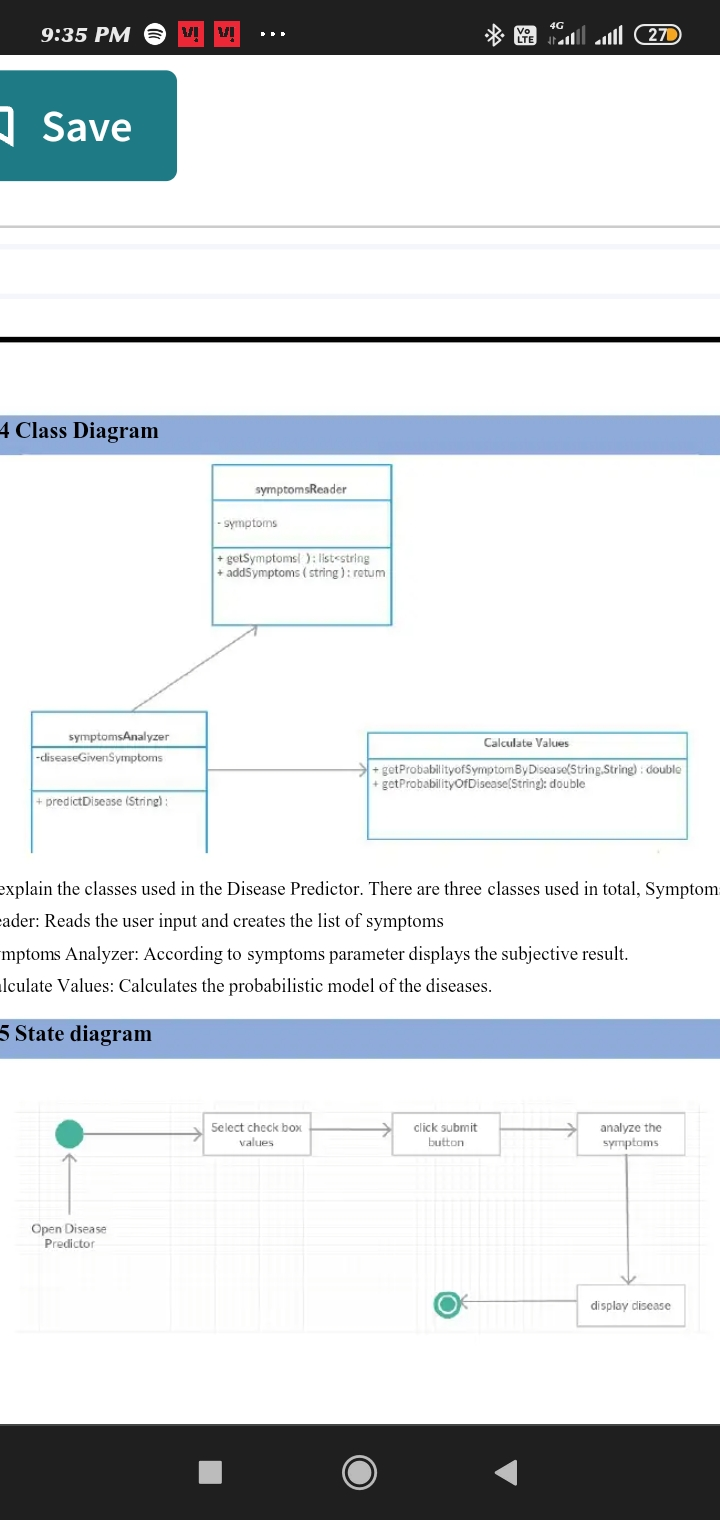 9:35 PM V! V! ... Vo LTE 4G 27
Save
4 Class Diagram
symptomsReader
- symptoms
+ getSymptoms( ) : list<string
+ addSymptoms ( string ) : return
symptomsAnalyzer
-diseaseGivenSymptoms
+ predictDisease (String) :
Calculate Values
+ getProbabilityofSymptomByDisease(String,String) : double
+ getProbabilityOfDisease(String): double
explain the classes used in the Disease Predictor. There are three classes used in total, Symptoms
eader: Reads the user input and creates the list of symptoms
mptoms Analyzer: According to symptoms parameter displays the subjective result.
alculate Values: Calculates the probabilistic model of the diseases.
5 State diagram
Select check box
values
click submit
button
analyze the
symptoms
Open Disease
Predictor
display disease